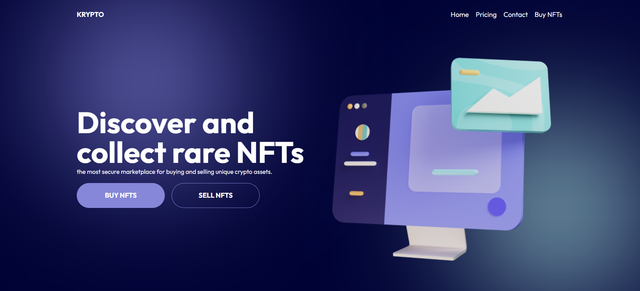 KRYPTO
Home Pricing Contact Buy NFTs
Discover and
collect rare NFTs
the most secure marketplace for buying and selling unique crypto assets.
BUY NFTS SELL NFTS